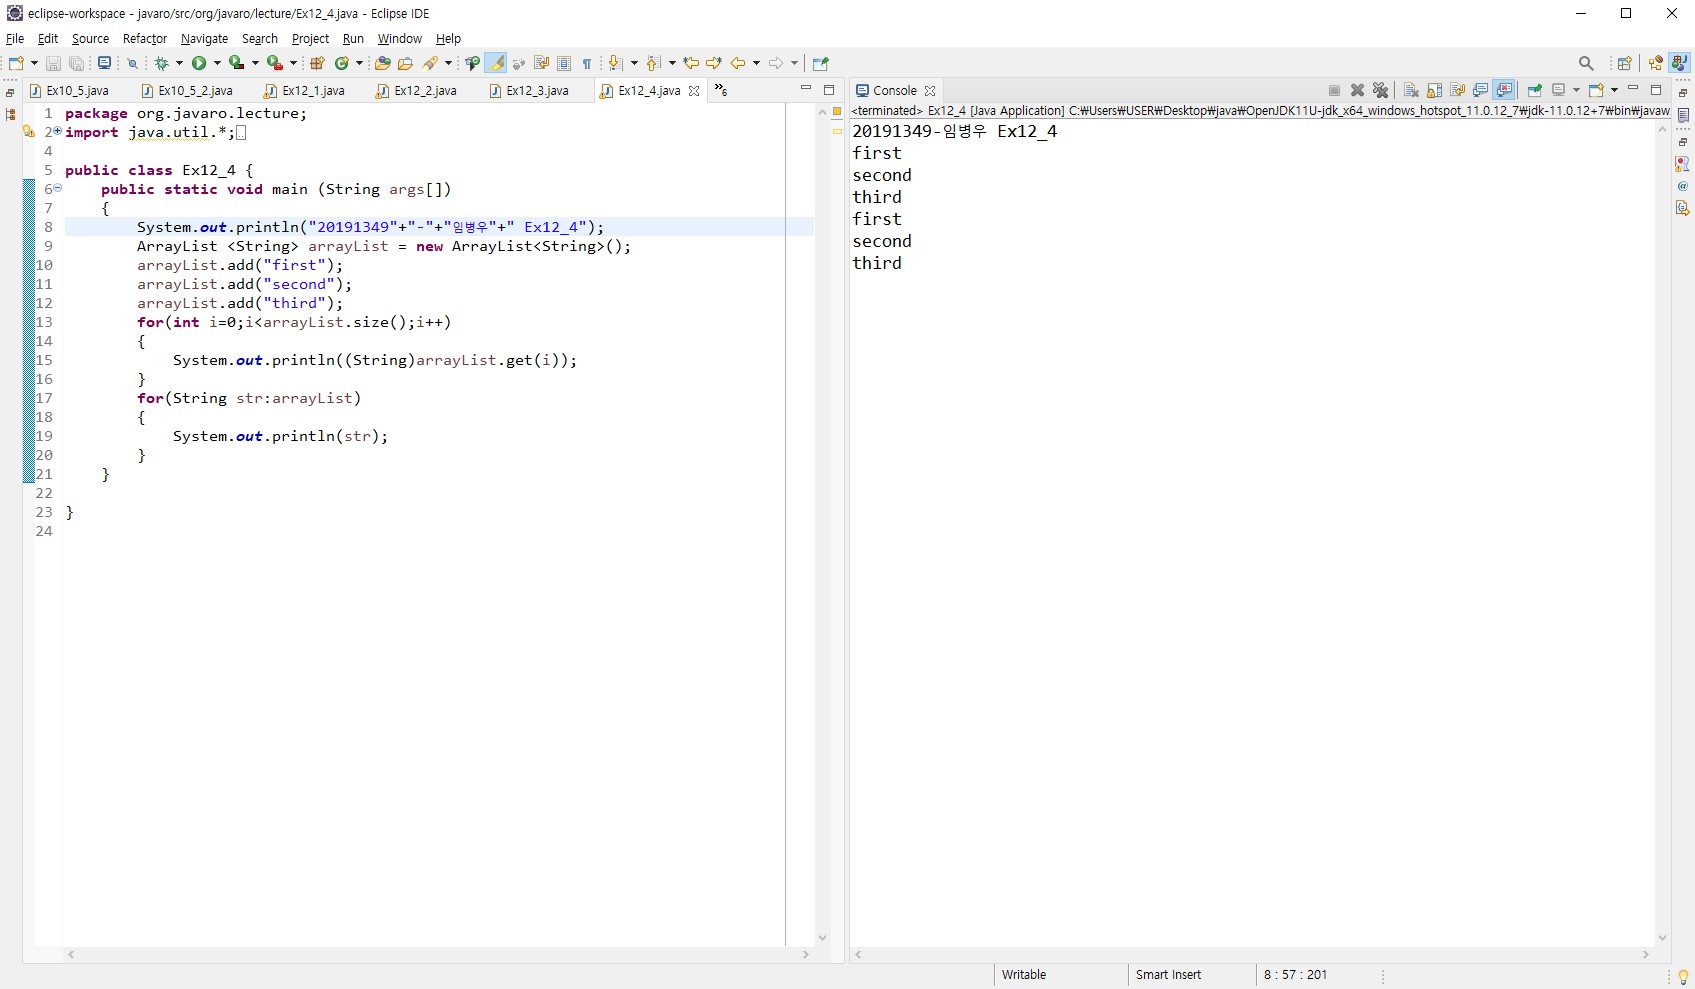 eclipse-workspace - javaro/src/org/javaro/lecture/Ex12_4.java - Eclipse IDE
File Edit Source Refactor Navigate Search Project Run Window Help
Ex10_5.java Ex10_5_2.java Ex12_1.java Ex12_2.java Ex12_3.java Ex12_4.java »6
1 package org.javaro.lecture;
2 import java.util.*;
4
5 public class Ex12_4 {
6 public static void main (String args[])
7 {
8 System.out.println("20191349"+"-"+"임병우"+" Ex12_4");
9 ArrayList <String> arrayList = new ArrayList<String>();
10 arrayList.add("first");
11 arrayList.add("second");
12 arrayList.add("third");
13 for(int i=0;i<arrayList.size();i++)
14 {
15 System.out.println((String)arrayList.get(i));
16 }
17 for(String str:arrayList)
18 {
19 System.out.println(str);
20 }
21 }
22
23 }
24
Console
<terminated> Ex12_4 [Java Application] C:₩Users₩USER₩Desktop₩java₩OpenJDK11U-jdk_x64_windows_hotspot_11.0.12_7₩jdk-11.0.12+7₩bin₩javaw
20191349-임병우 Ex12_4
first
second
third
first
second
third
Writable Smart Insert 8 : 57 : 201